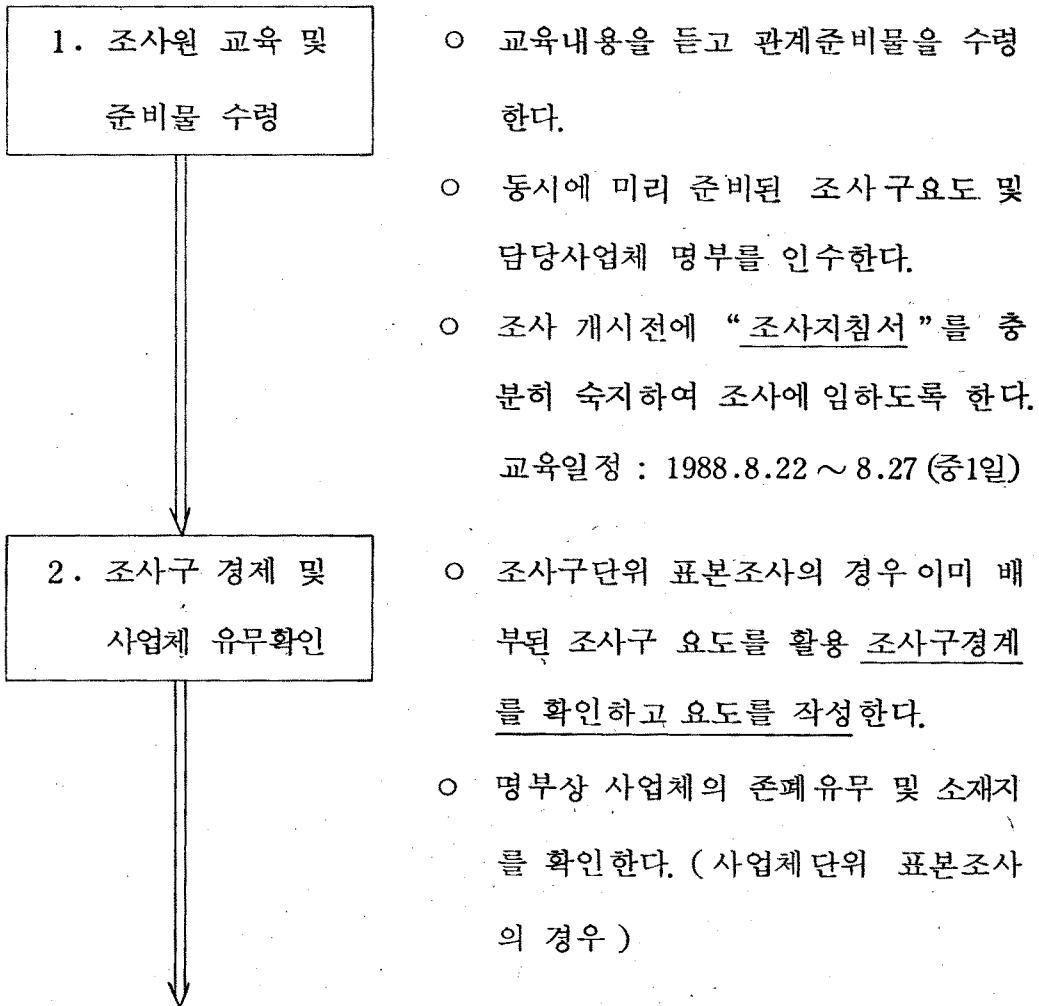 1. 조사원 교육 및
준비물 수령
○ 교육내용을 듣고 관계준비물을 수령
한다.
○ 동시에 미리 준비된 조사구요도 및
담당사업체 명부를 인수한다.
○ 조사 개시전에 “조사지침서”를 충
분히 숙지하여 조사에 임하도록 한다.
교육일정 : 1988.8.22 ~ 8.27 (중1일)
2. 조사구 경제 및
사업체 유무확인
○ 조사구단위 표본조사의 경우 이미 배
부된 조사구 요도를 활용 조사구경계
를 확인하고 요도를 작성한다.
○ 명부상 사업체의 존폐유무 및 소재지
를 확인한다. (사업체단위 표본조사
의 경우)